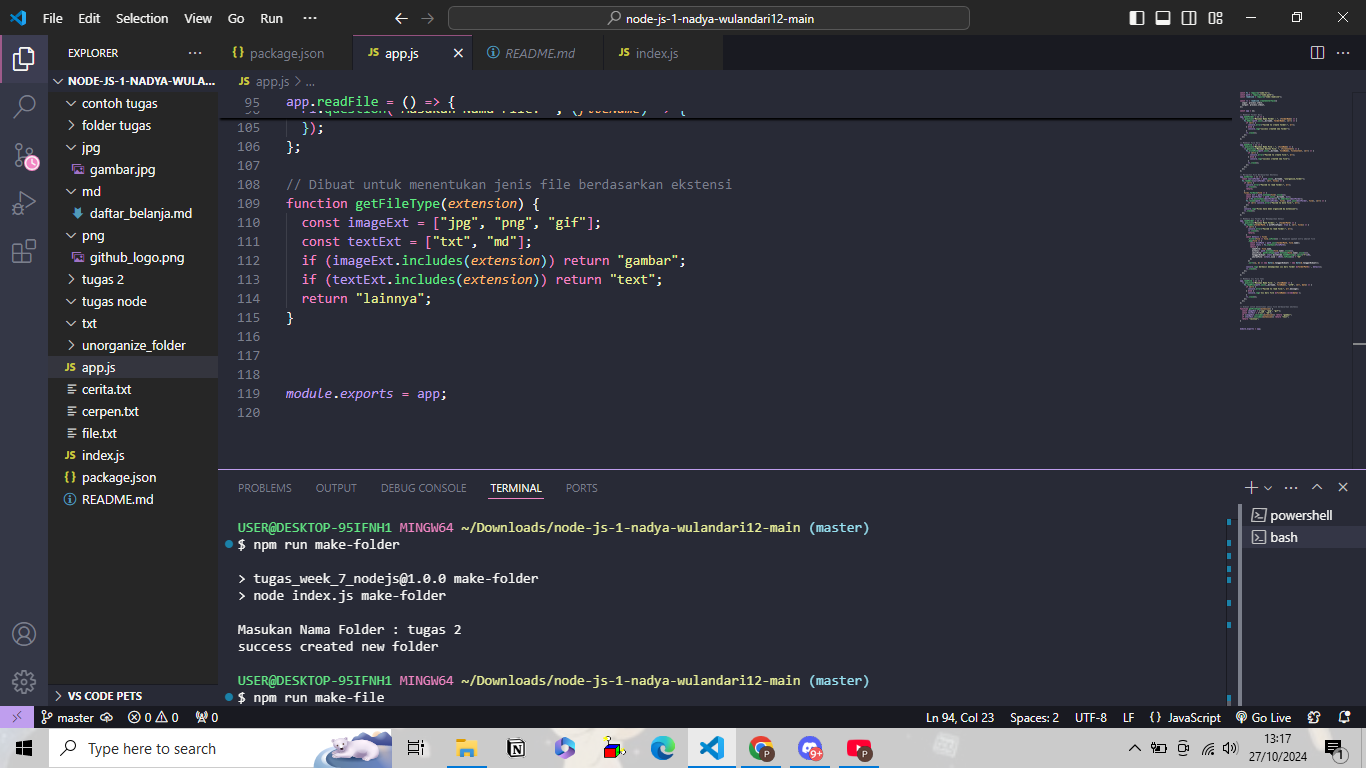 File Edit Selection View Go Run ···
node-js-1-nadya-wulandari12-main
EXPLORER ···
NODE-JS-1-NADYA-WULA...
contoh tugas
folder tugas
jpg
gambar.jpg
md
daftar_belanja.md
png
github_logo.png
tugas 2
tugas node
txt
unorganize_folder
JS app.js
cerita.txt
cerpen.txt
file.txt
JS index.js
{} package.json
README.md
VS CODE PETS
{} package.json
JS app.js
README.md
JS index.js
JS app.js > ...
95 app.readFile = () => {
105 });
106 };
107
108 // Dibuat untuk menentukan jenis file berdasarkan ekstensi
109 function getFileType(extension) {
110 const imageExt = ["jpg", "png", "gif"];
111 const textExt = ["txt", "md"];
112 if (imageExt.includes(extension)) return "gambar";
113 if (textExt.includes(extension)) return "text";
114 return "lainnya";
115 }
116
117
118
119 module.exports = app;
120
PROBLEMS OUTPUT DEBUG CONSOLE TERMINAL PORTS
USER@DESKTOP-95IFNH1 MINGW64 ~/Downloads/node-js-1-nadya-wulandari12-main (master)
$ npm run make-folder
> tugas_week_7_nodejs@1.0.0 make-folder
> node index.js make-folder
Masukan Nama Folder : tugas 2
success created new folder
USER@DESKTOP-95IFNH1 MINGW64 ~/Downloads/node-js-1-nadya-wulandari12-main (master)
$ npm run make-file
powershell
bash
master 0 0 0
Ln 94, Col 23 Spaces: 2 UTF-8 LF {} JavaScript Go Live
Type here to search
13:17
27/10/2024
1